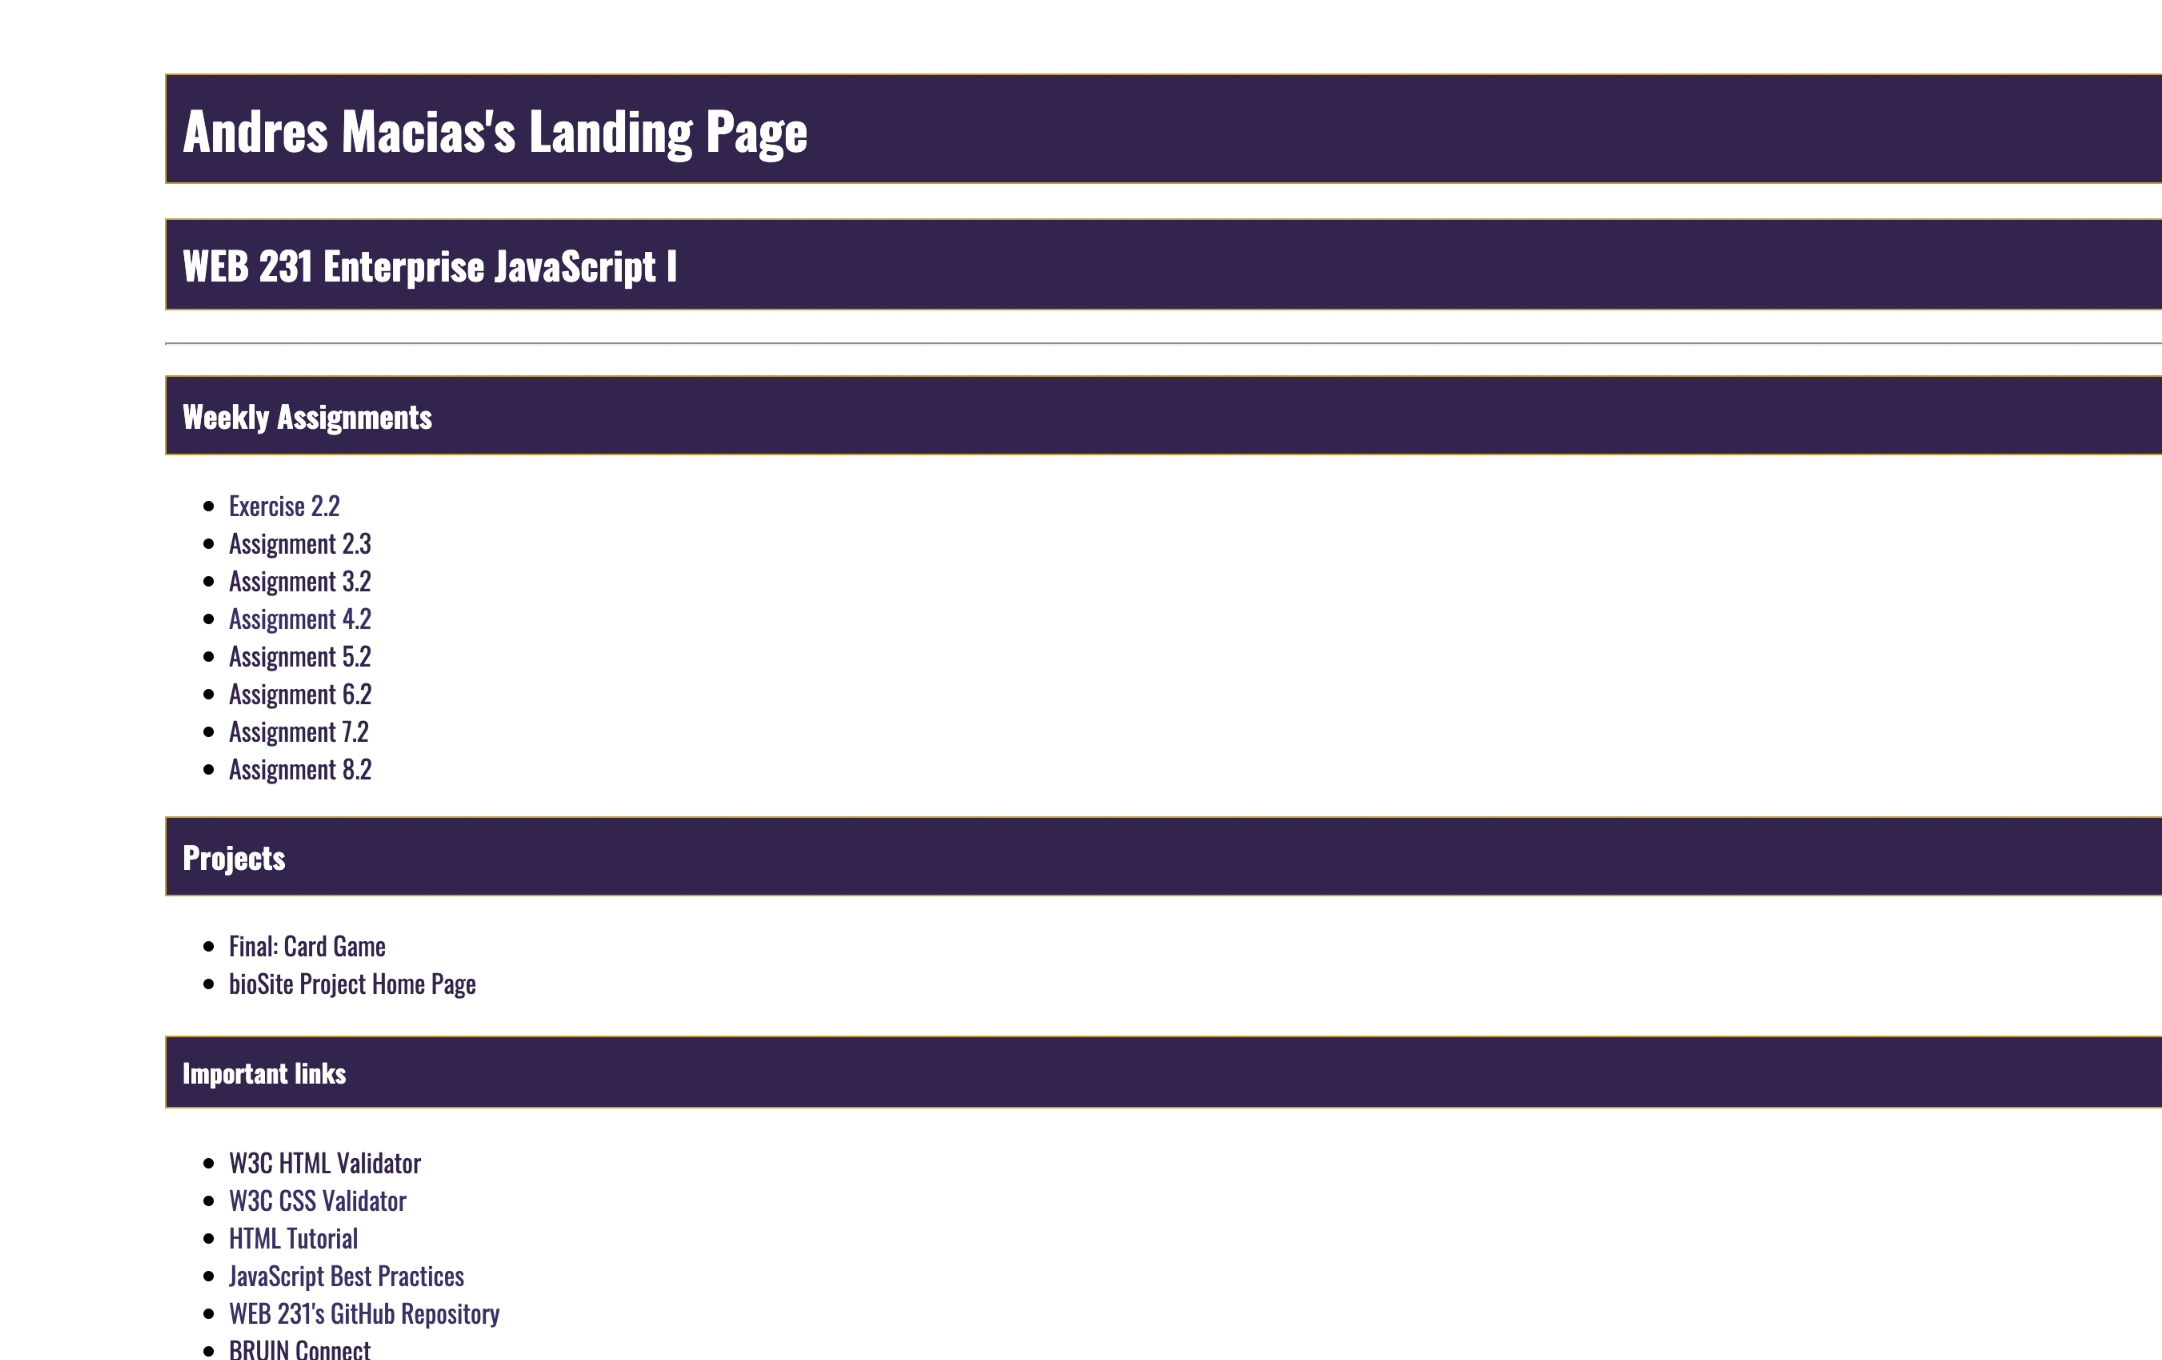 Andres Macias's Landing Page
WEB 231 Enterprise JavaScript I
Weekly Assignments
Exercise 2.2
Assignment 2.3
Assignment 3.2
Assignment 4.2
Assignment 5.2
Assignment 6.2
Assignment 7.2
Assignment 8.2
Projects
Final: Card Game
bioSite Project Home Page
Important links
W3C HTML Validator
W3C CSS Validator
HTML Tutorial
JavaScript Best Practices
WEB 231's GitHub Repository
BRUIN Connect